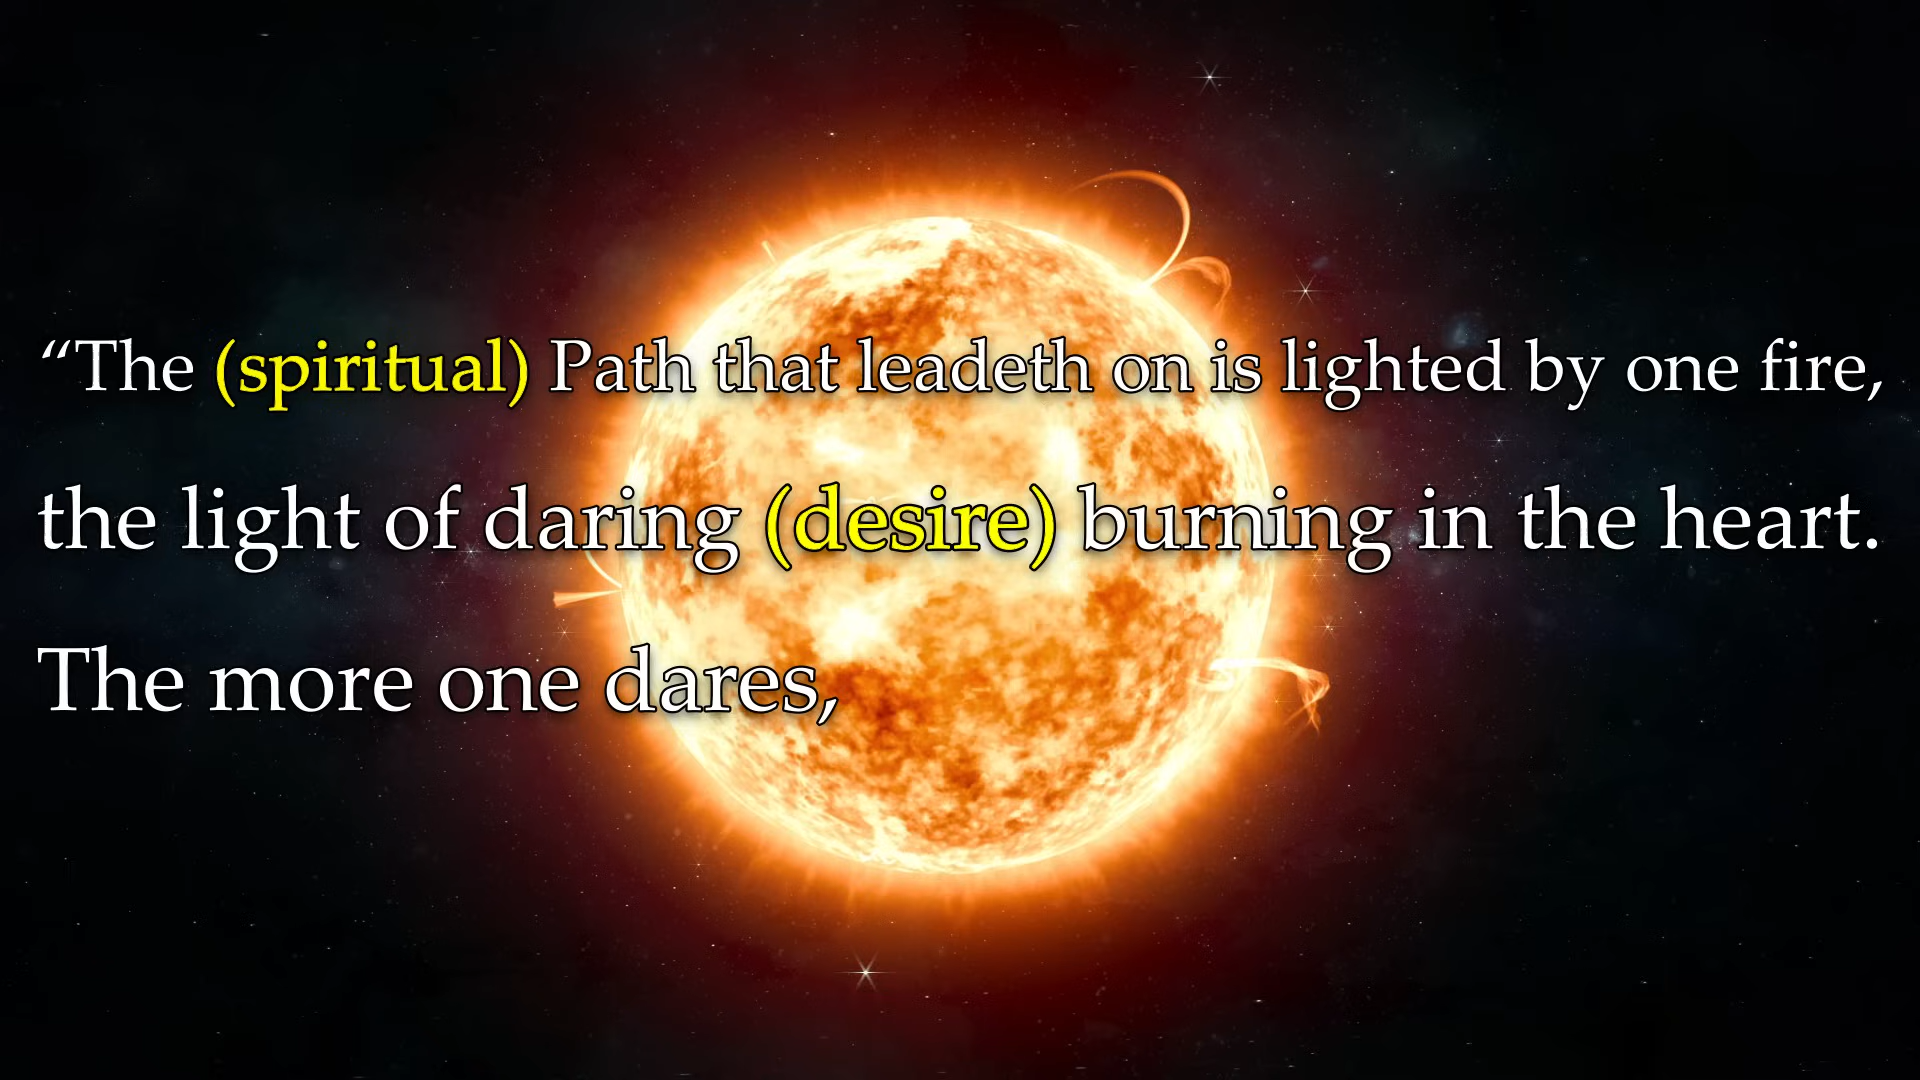 “The (spiritual) Path that leadeth on is lighted by one fire,
the light of daring (desire) burning in the heart.
The more one dares,